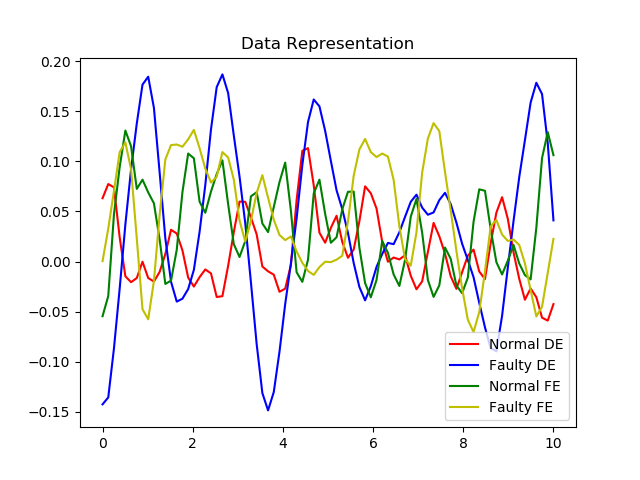 Data Representation
0.20
0.15
0.10
0.05
0.00
−0.05
−0.10
−0.15
0 2 4 6 8 10
Normal DE
Faulty DE
Normal FE
Faulty FE